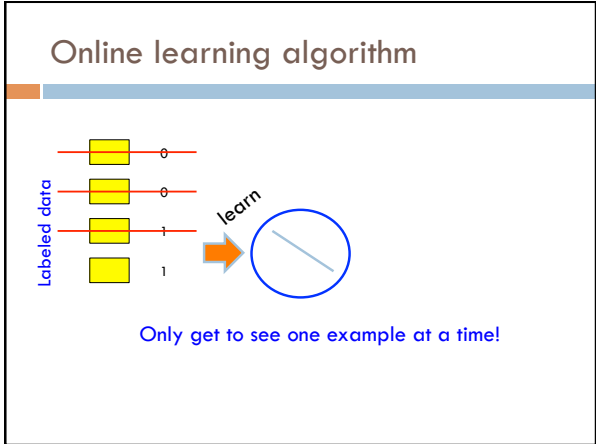 Online learning algorithm
Labeled data
0
0
1
1
learn
Only get to see one example at a time!